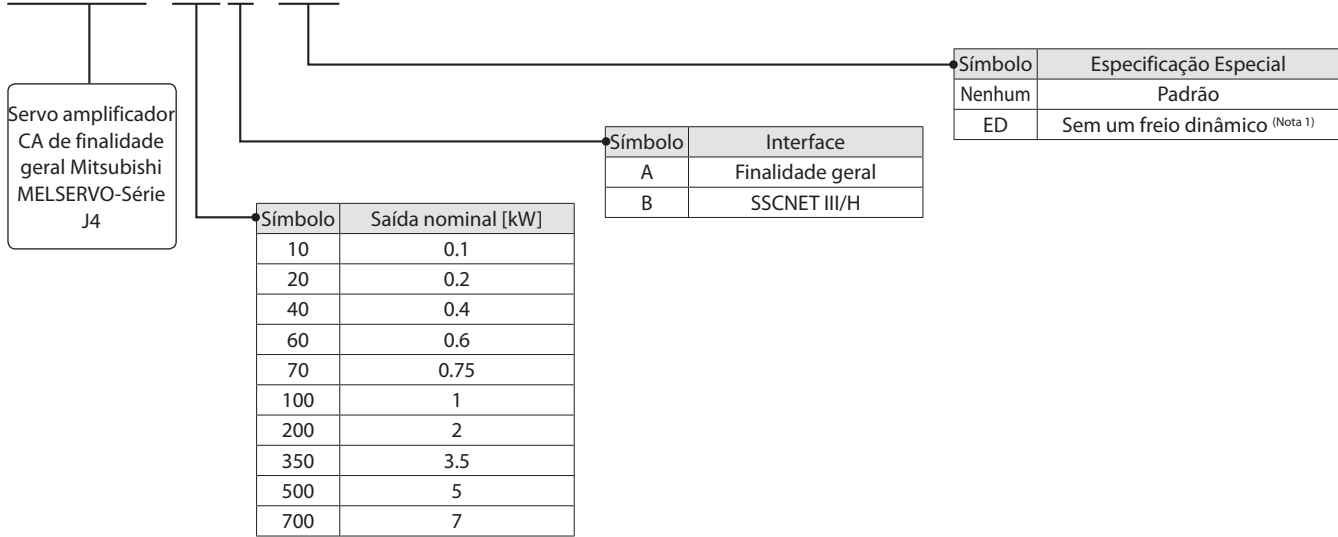 Servo amplificador
CA de finalidade
geral Mitsubishi
MELSERVO-Série
J4
Símbolo Especificação Especial
Nenhum Padrão
ED Sem um freio dinâmico (Nota 1)
Símbolo Interface
A Finalidade geral
B SSCNET III/H
Símbolo Saída nominal [kW]
10 0.1
20 0.2
40 0.4
60 0.6
70 0.75
100 1
200 2
350 3.5
500 5
700 7